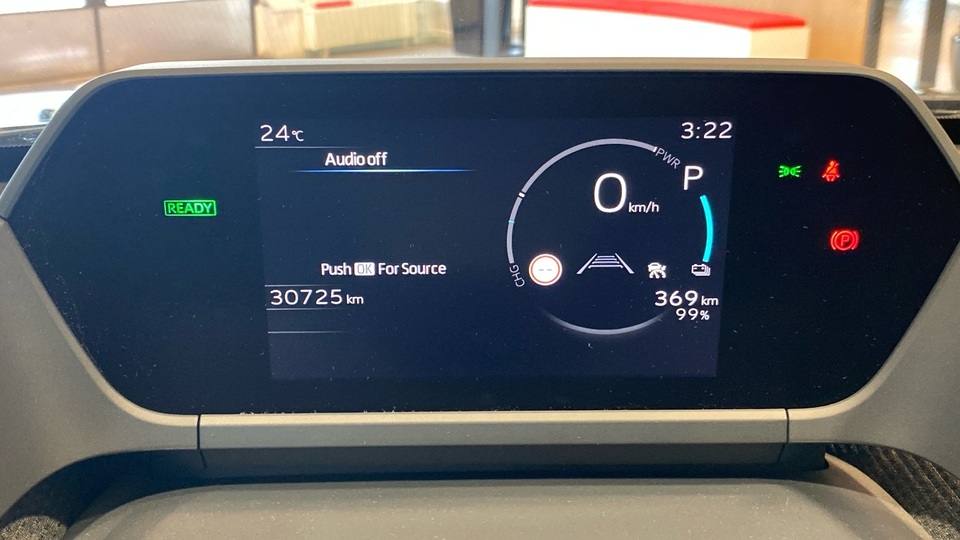 24℃
3:22
Audio off
PWR
P
0 km/h
READY
Push OK For Source
CHG
--
30725 km
369 km
99%
P